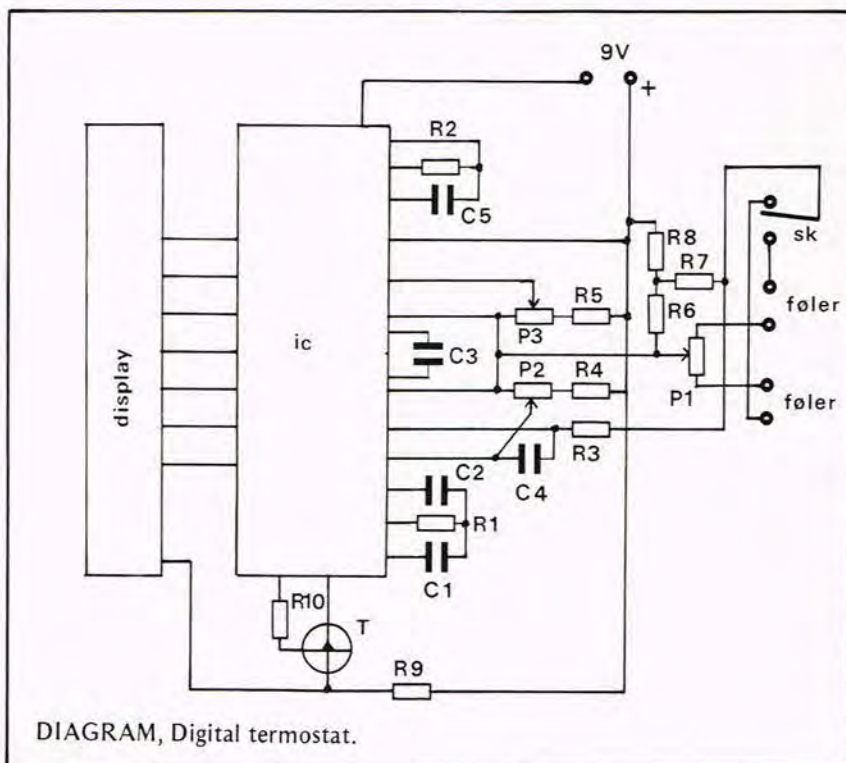 9V
+
R2
C5
R8
R7
sk
føler
R6
P3
R5
ic
C3
P2
R4
P1
føler
display
R3
C2
C4
R1
C1
R10
T
R9
DIAGRAM, Digital termostat.